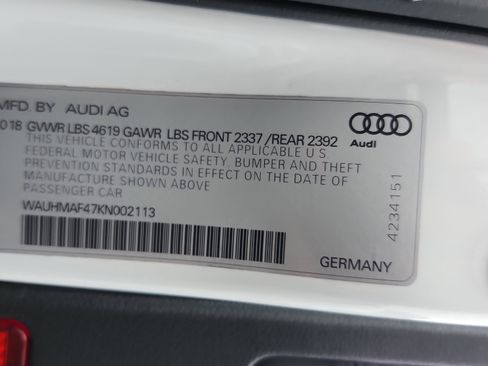 MFD. BY AUDI AG
018 GVWR LBS 4619 GAWR LBS FRONT 2337 /REAR 2392
THIS VEHICLE CONFORMS TO ALL APPLICABLE U S
FEDERAL MOTOR VEHICLE SAFETY, BUMPER AND THEFT
PREVENTION STANDARDS IN EFFECT ON THE DATE OF
MANUFACTURE SHOWN ABOVE
PASSENGER CAR
WAUHMAF47KN002113
Audi
4234151
GERMANY